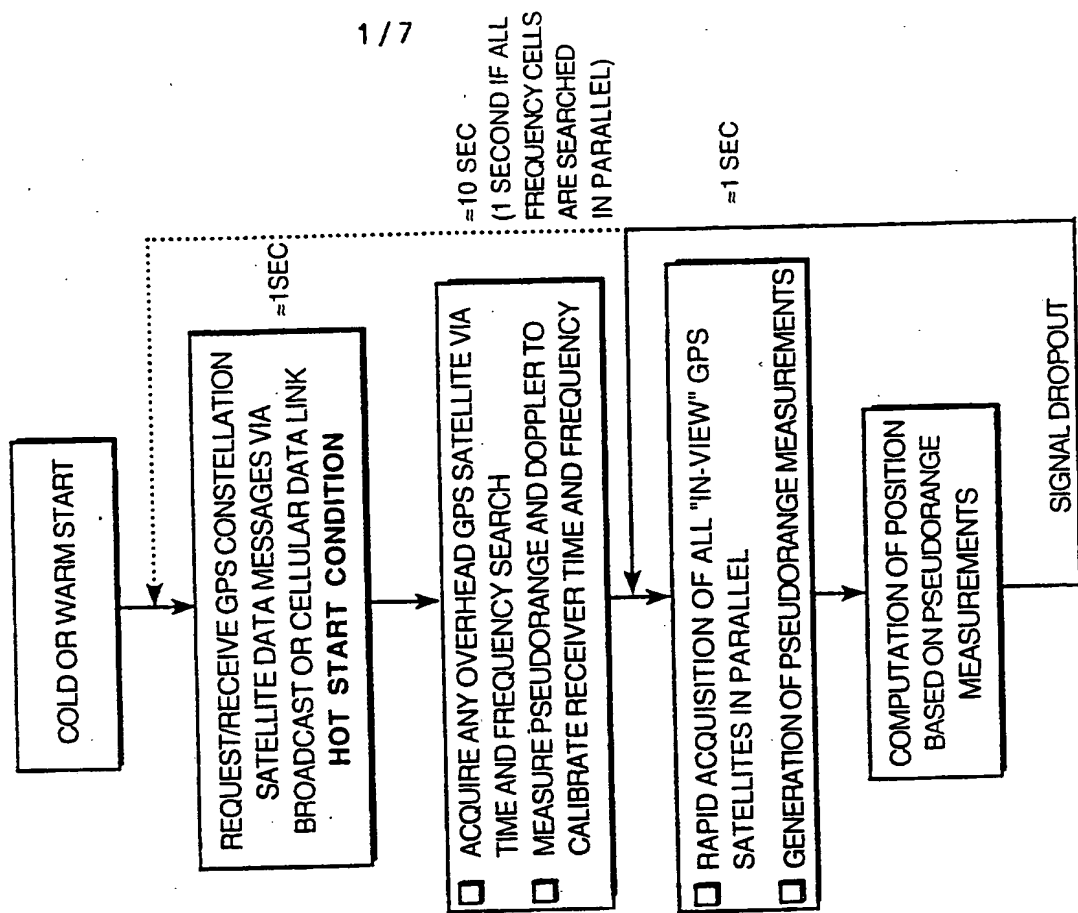 1 / 7
COLD OR WARM START
REQUEST/RECEIVE GPS CONSTELLATION
SATELLITE DATA MESSAGES VIA
BROADCAST OR CELLULAR DATA LINK
HOT START CONDITION
≈1SEC
ACQUIRE ANY OVERHEAD GPS SATELLITE VIA
TIME AND FREQUENCY SEARCH
MEASURE PSEUDORANGE AND DOPPLER TO
CALIBRATE RECEIVER TIME AND FREQUENCY
≈10 SEC
(1 SECOND IF ALL
FREQUENCY CELLS
ARE SEARCHED
IN PARALLEL)
RAPID ACQUISITION OF ALL "IN-VIEW" GPS
SATELLITES IN PARALLEL
GENERATION OF PSEUDORANGE MEASUREMENTS
≈1 SEC
COMPUTATION OF POSITION
BASED ON PSEUDORANGE
MEASUREMENTS
SIGNAL DROPOUT